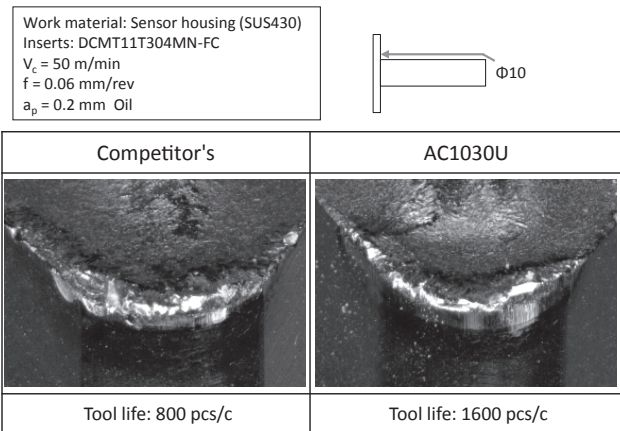 Work material: Sensor housing (SUS430)
Inserts: DCMT11T304MN-FC
Vc = 50 m/min
f = 0.06 mm/rev
ap = 0.2 mm  Oil
Φ10
Competitor's
AC1030U
Tool life: 800 pcs/c
Tool life: 1600 pcs/c